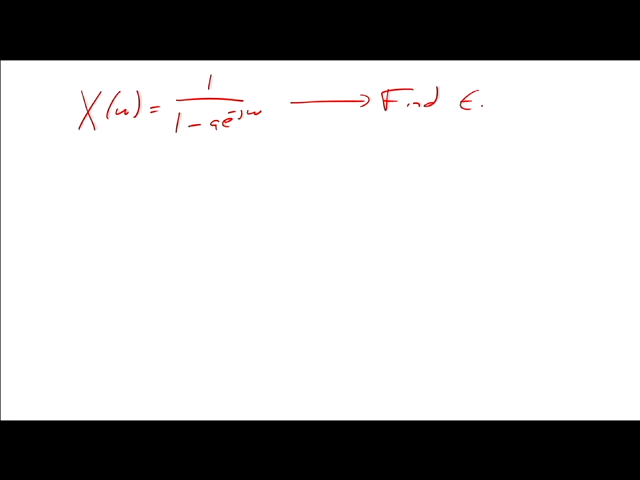 X(ω) = 1 / (1 - ae^-jω) ⟶ Find E.